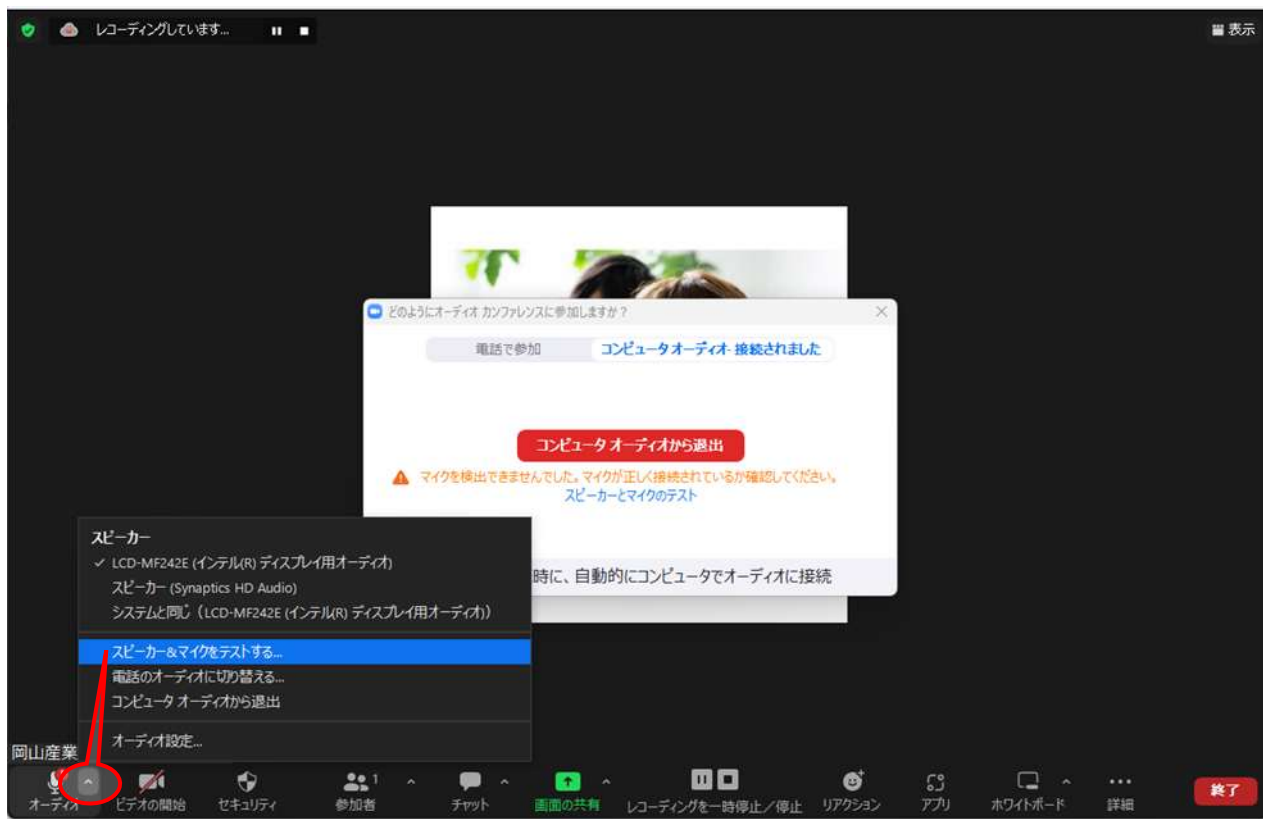 レコーディングしています...
表示
どのようにオーディオ カンファレンスに参加しますか？
電話で参加
コンピュータ オーディオ- 接続されました
コンピュータ オーディオから退出
マイクを検出できませんでした。マイクが正しく接続されているか確認してください。
スピーカーとマイクのテスト
時に、自動的にコンピュータでオーディオに接続
スピーカー
✓ LCD-MF242E (インテル(R) ディスプレイ用オーディオ)
スピーカー (Synaptics HD Audio)
システムと同じ（LCD-MF242E (インテル(R) ディスプレイ用オーディオ)）
スピーカー&マイクをテストする...
電話のオーディオに切り替える...
コンピュータ オーディオから退出
オーディオ設定...
岡山産業
オーディオ
ビデオの開始
セキュリティ
1
参加者
チャット
画面の共有
レコーディングを一時停止／停止
リアクション
アプリ
ホワイトボード
詳細
終了